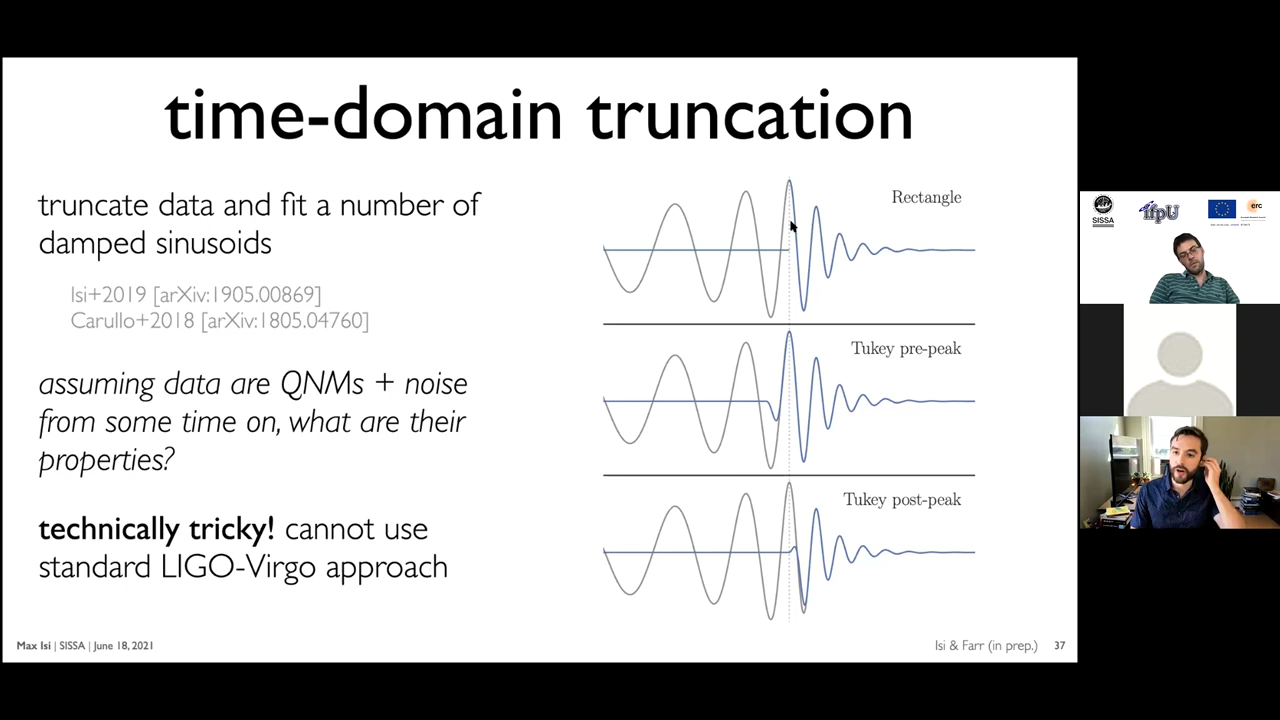 time-domain truncation
truncate data and fit a number of
damped sinusoids
Isi+2019 [arXiv:1905.00869]
Carullo+2018 [arXiv:1805.04760]
assuming data are QNMs + noise
from some time on, what are their
properties?
technically tricky! cannot use
standard LIGO-Virgo approach
Rectangle
Tukey pre-peak
Tukey post-peak
Max Isi | SISSA | June 18, 2021
Isi & Farr (in prep.)
37
SISSA
ifpU
erc